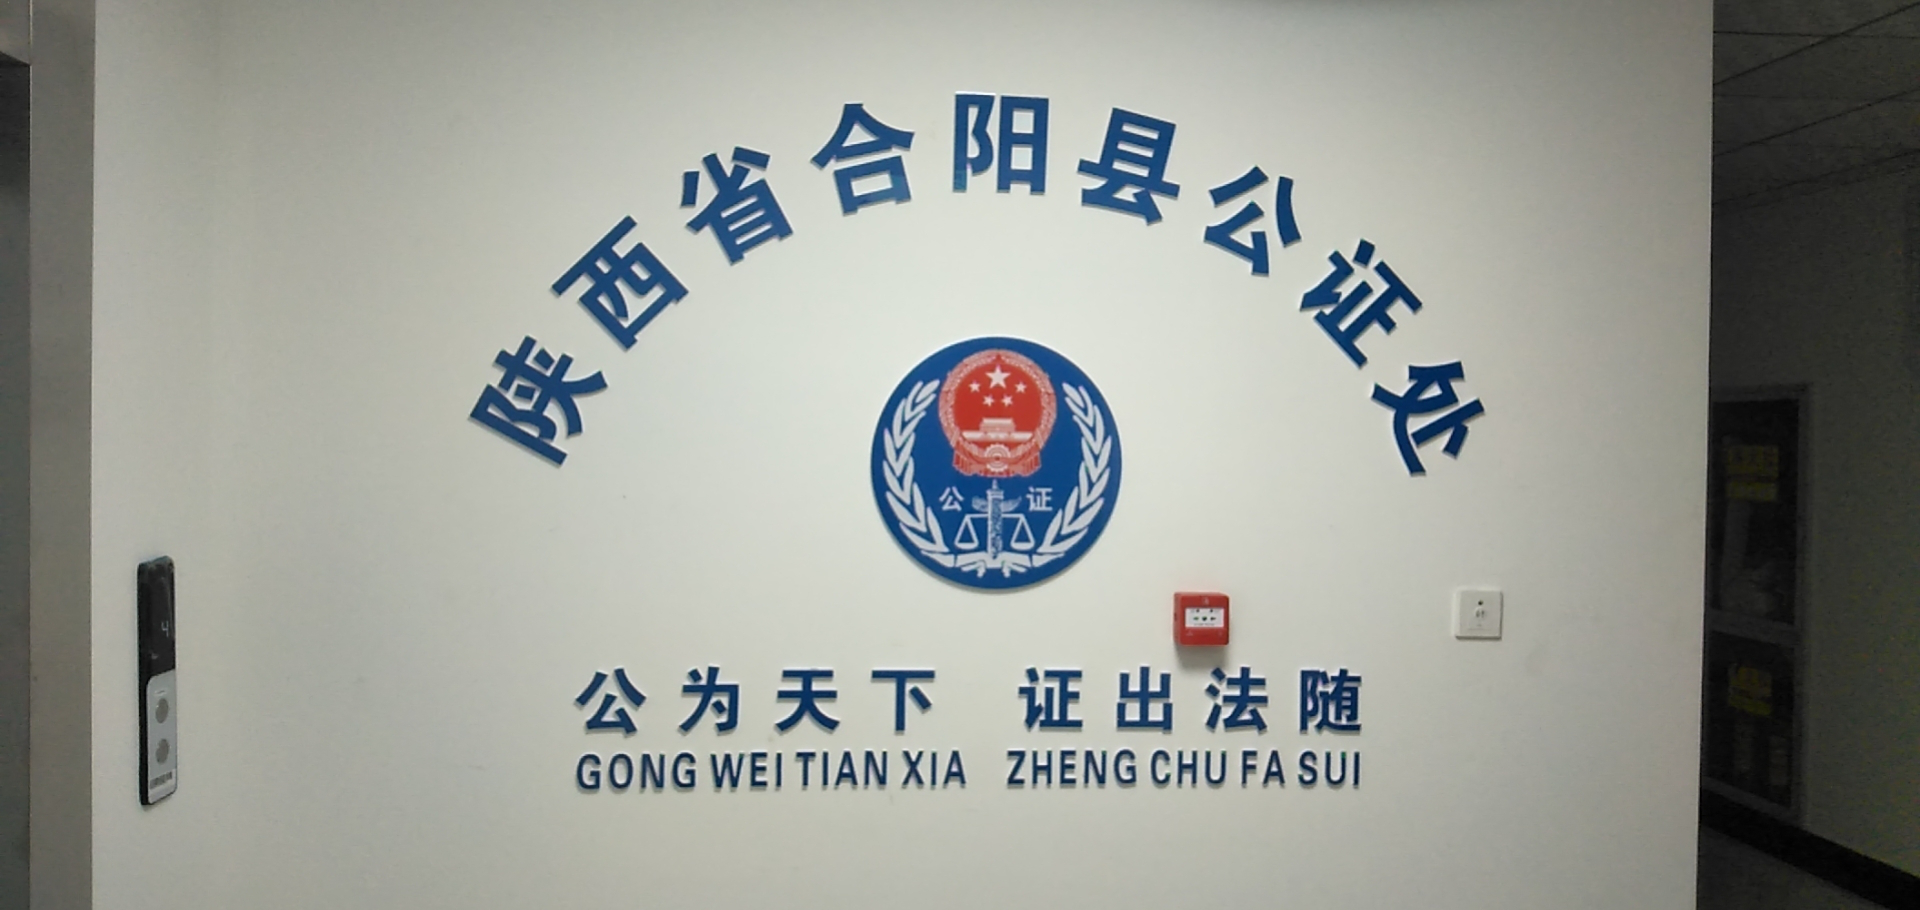 陕西省合阳县公证处
公 证
公为天下 证出法随
GONG WEI TIAN XIA ZHENG CHU FA SUI